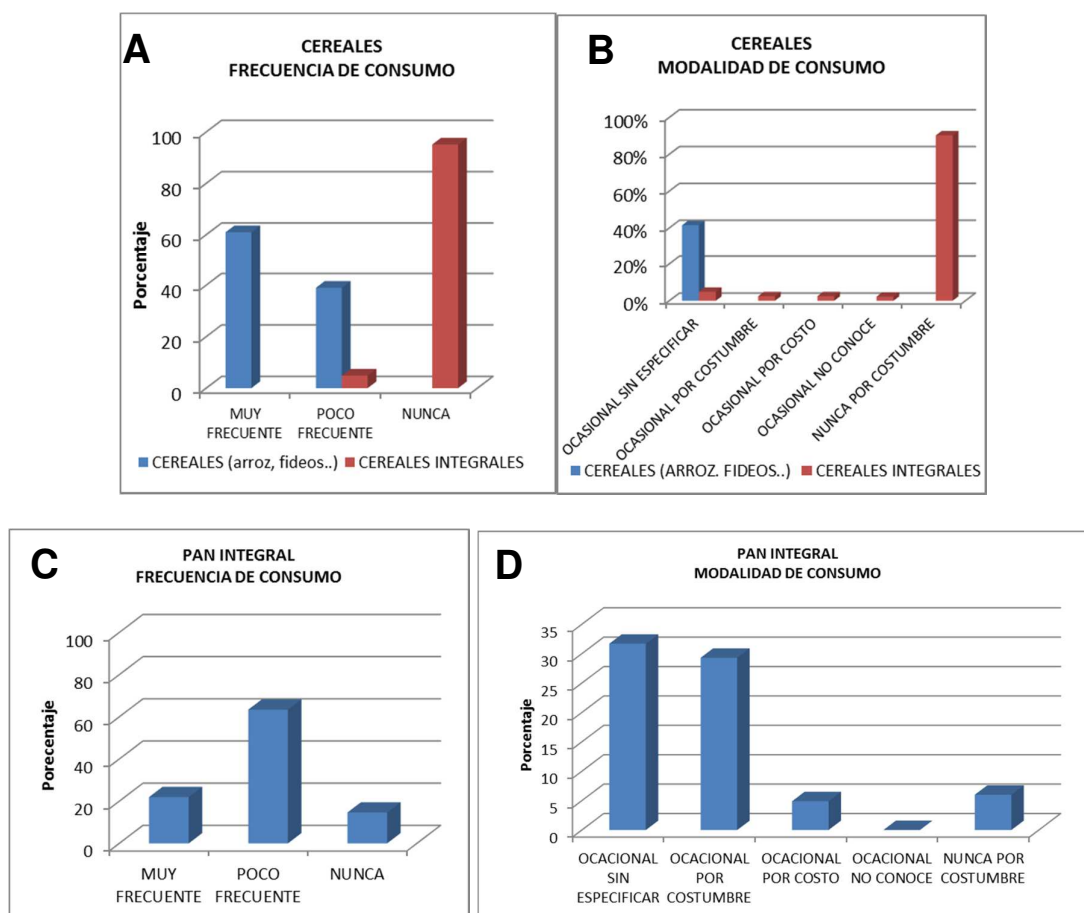 A
CEREALES
FRECUENCIA DE CONSUMO
Porcentaje
100
80
60
40
20
0
MUY
FRECUENTE
POCO
FRECUENTE
NUNCA
CEREALES (arroz, fideos..)
CEREALES INTEGRALES
B
CEREALES
MODALIDAD DE CONSUMO
100%
80%
60%
40%
20%
0%
OCASIONAL SIN ESPECIFICAR
OCASIONAL POR COSTUMBRE
OCASIONAL POR COSTO
OCASIONAL NO CONOCE
NUNCA POR COSTUMBRE
CEREALES (ARROZ. FIDEOS..)
CEREALES INTEGRALES
C
PAN INTEGRAL
FRECUENCIA DE CONSUMO
Porecentaje
100
80
60
40
20
0
MUY
FRECUENTE
POCO
FRECUENTE
NUNCA
D
PAN INTEGRAL
MODALIDAD DE CONSUMO
Porcentaje
35
30
25
20
15
10
5
0
OCACIONAL
SIN
ESPECIFICAR
OCACIONAL
POR
COSTUMBRE
OCACIONAL
POR COSTO
OCACIONAL
NO CONOCE
NUNCA POR
COSTUMBRE